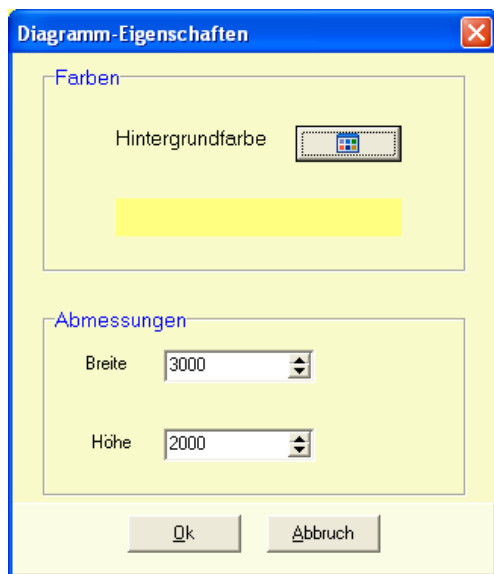 Diagramm-Eigenschaften
Farben
Hintergrundfarbe
Abmessungen
Breite 3000
Höhe 2000
Ok Abbruch